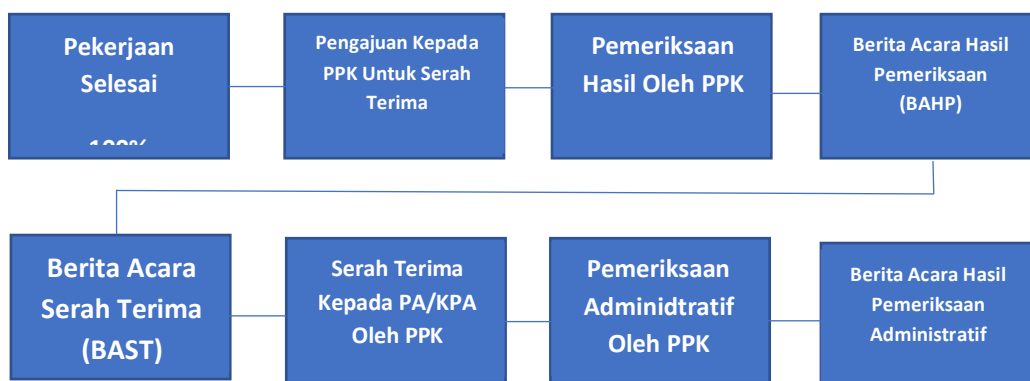 Pekerjaan
Selesai
100%
Pengajuan Kepada
PPK Untuk Serah
Terima
Pemeriksaan
Hasil Oleh PPK
Berita Acara Hasil
Pemeriksaan
(BAHP)
Berita Acara
Serah Terima
(BAST)
Serah Terima
Kepada PA/KPA
Oleh PPK
Pemeriksaan
Adminidtratif
Oleh PPK
Berita Acara Hasil
Pemeriksaan
Administratif